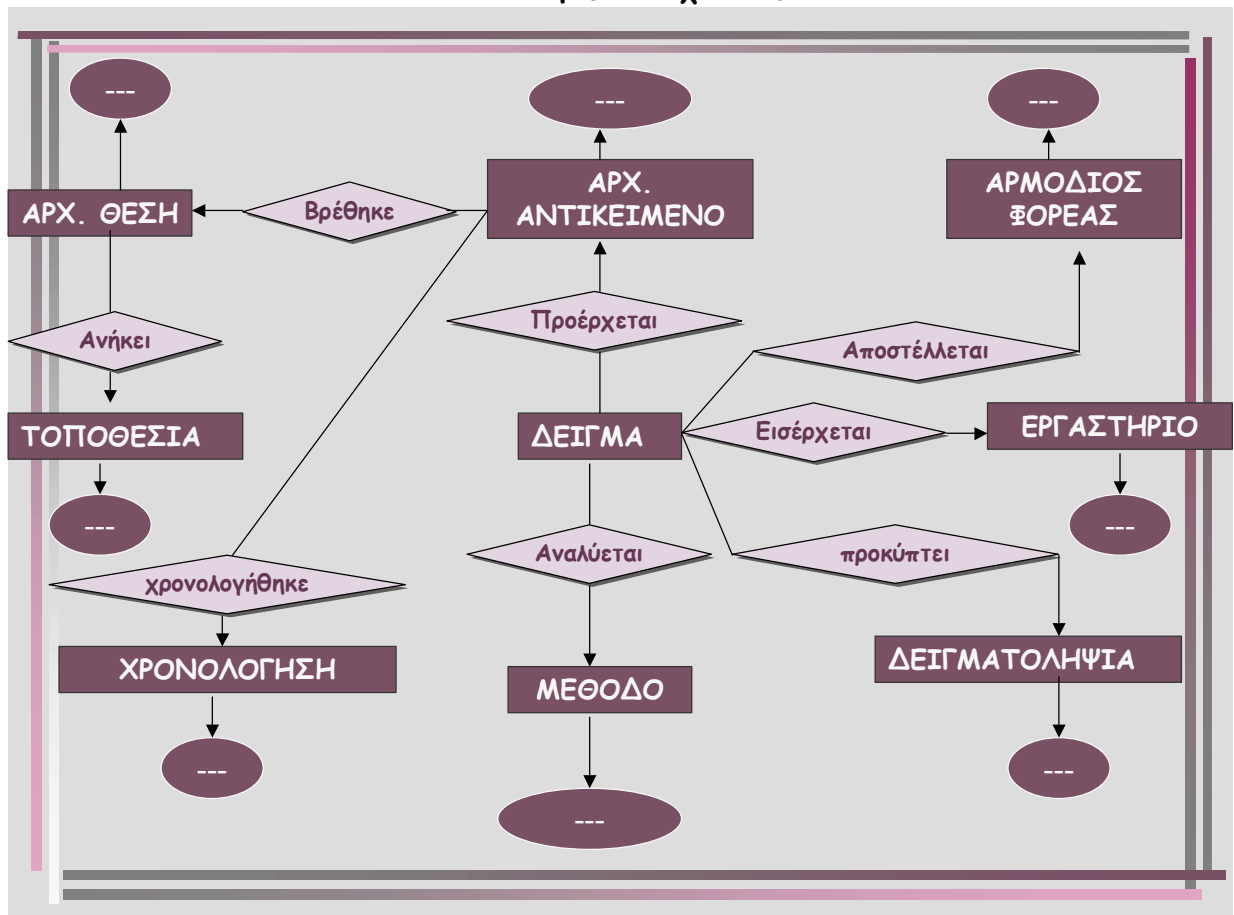 ---
---
---
ΑΡΧ. ΘΕΣΗ
Βρέθηκε
ΑΡΧ.
ΑΝΤΙΚΕΙΜΕΝΟ
ΑΡΜΟΔΙΟΣ
ΦΟΡΕΑΣ
Ανήκει
Προέρχεται
Αποστέλλεται
ΤΟΠΟΘΕΣΙΑ
ΔΕΙΓΜΑ
Εισέρχεται
ΕΡΓΑΣΤΗΡΙΟ
---
---
χρονολογήθηκε
Αναλύεται
προκύπτει
ΧΡΟΝΟΛΟΓΗΣΗ
ΜΕΘΟΔΟ
ΔΕΙΓΜΑΤΟΛΗΨΙΑ
---
---
---